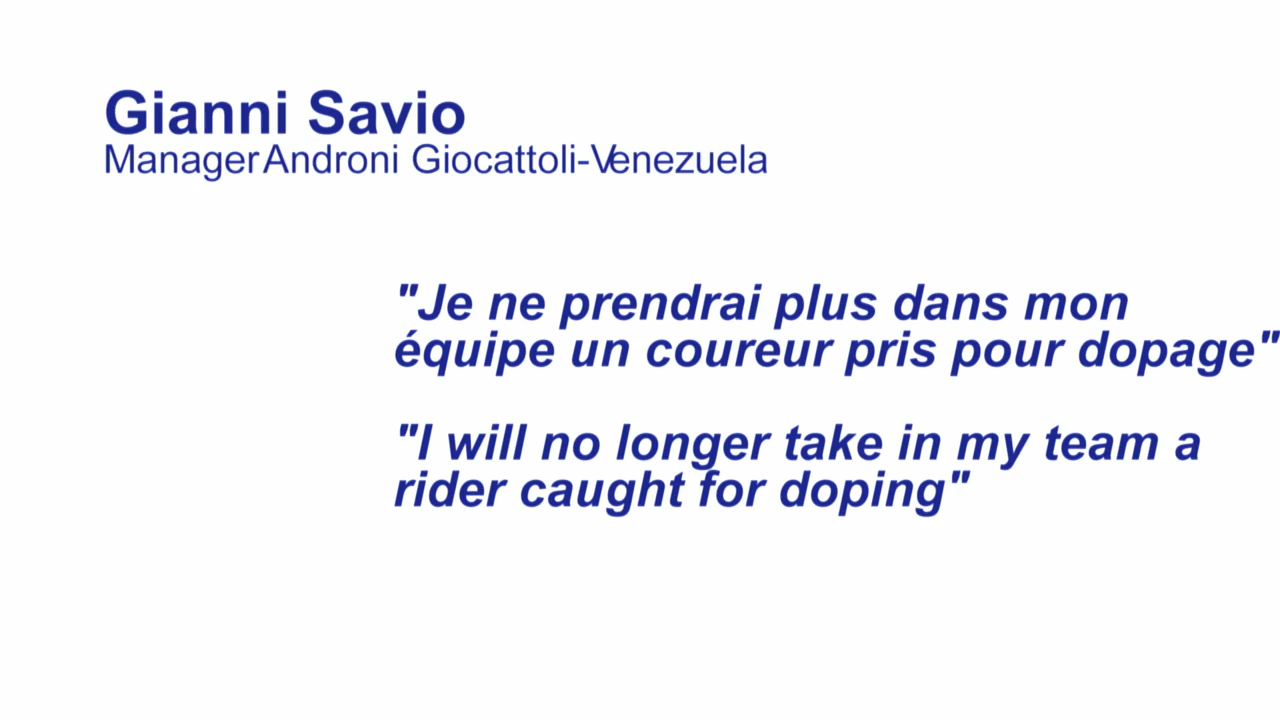 Gianni Savio
Manager Androni Giocattoli-Venezuela
"Je ne prendrai plus dans mon
équipe un coureur pris pour dopage"
"I will no longer take in my team a
rider caught for doping"